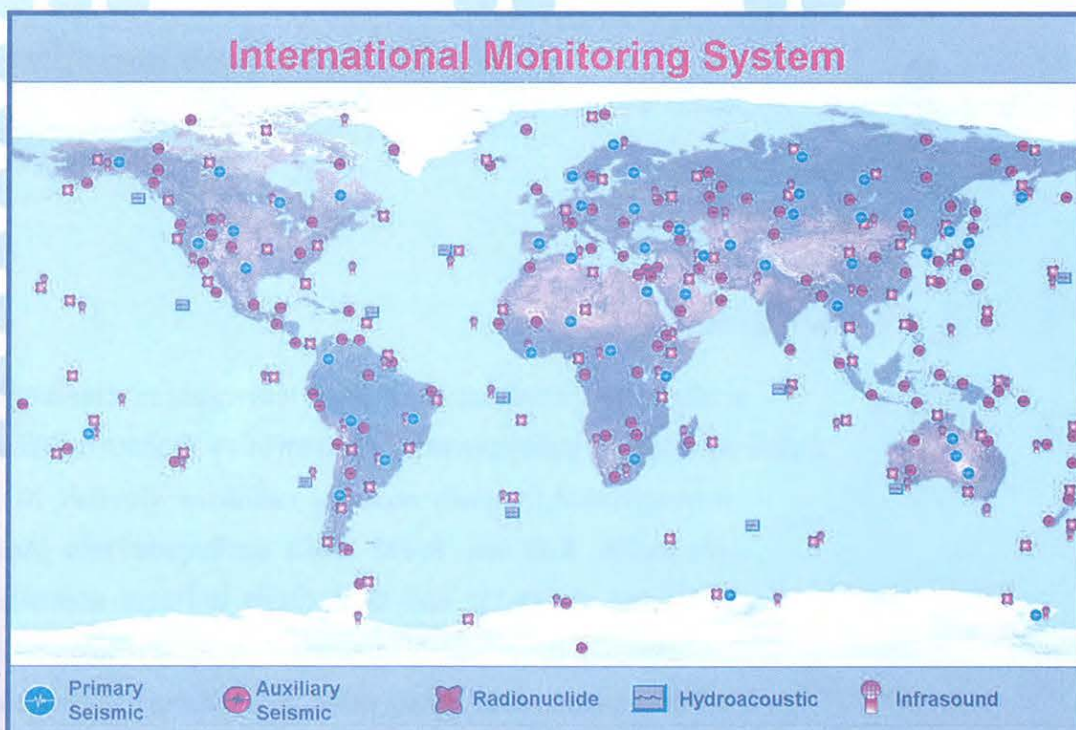 International Monitoring System
Primary
Seismic
Auxiliary
Seismic
Radionuclide
Hydroacoustic
Infrasound